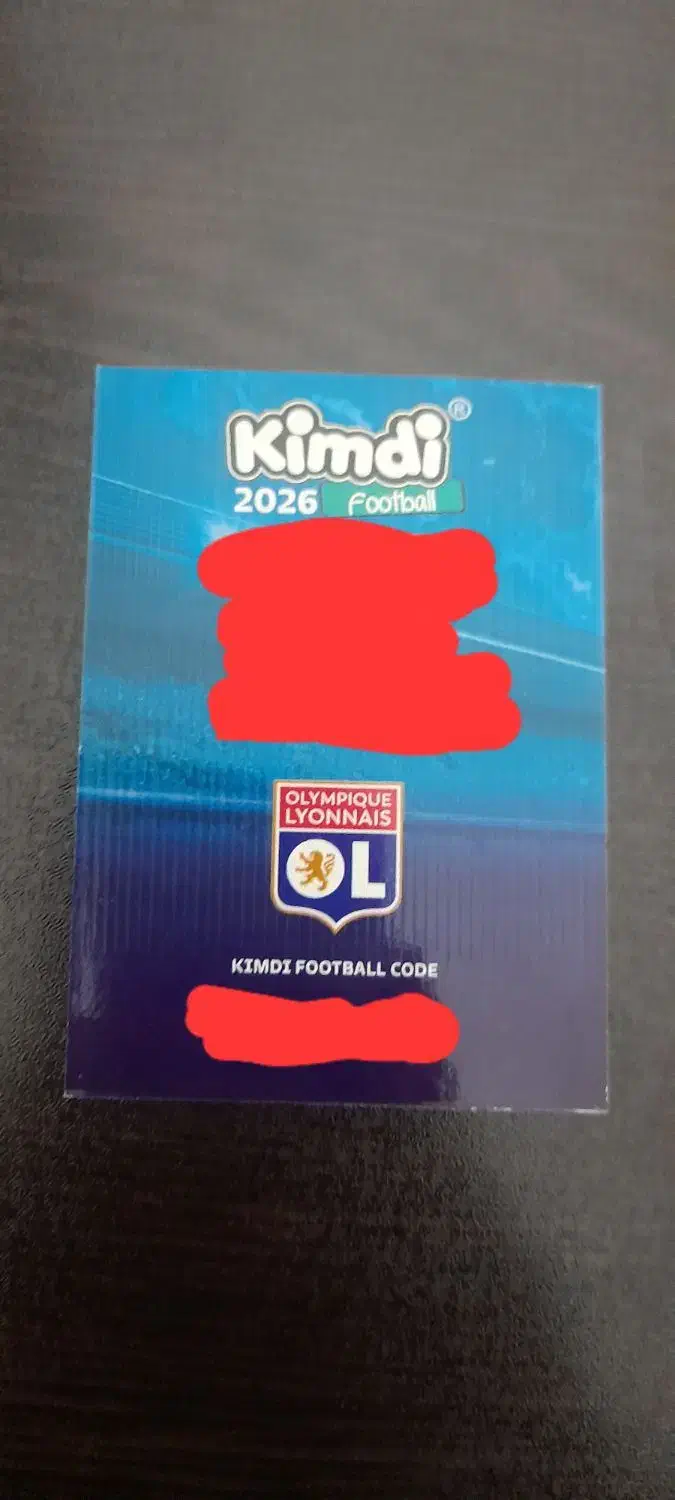 Kimdi®
2026 Football
OLYMPIQUE
LYONNAIS
OL
KIMDI FOOTBALL CODE